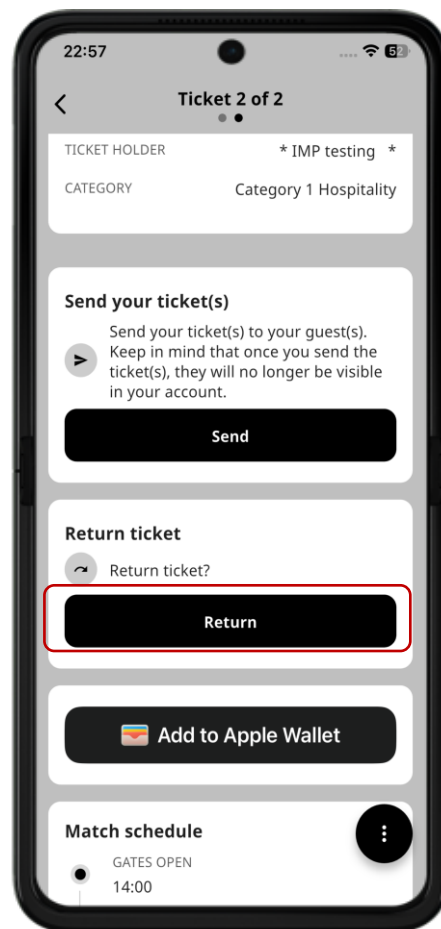 22:57
52
Ticket 2 of 2
TICKET HOLDER * IMP testing *
CATEGORY Category 1 Hospitality
Send your ticket(s)
Send your ticket(s) to your guest(s).
Keep in mind that once you send the
ticket(s), they will no longer be visible
in your account.
Send
Return ticket
Return ticket?
Return
Add to Apple Wallet
Match schedule
GATES OPEN
14:00